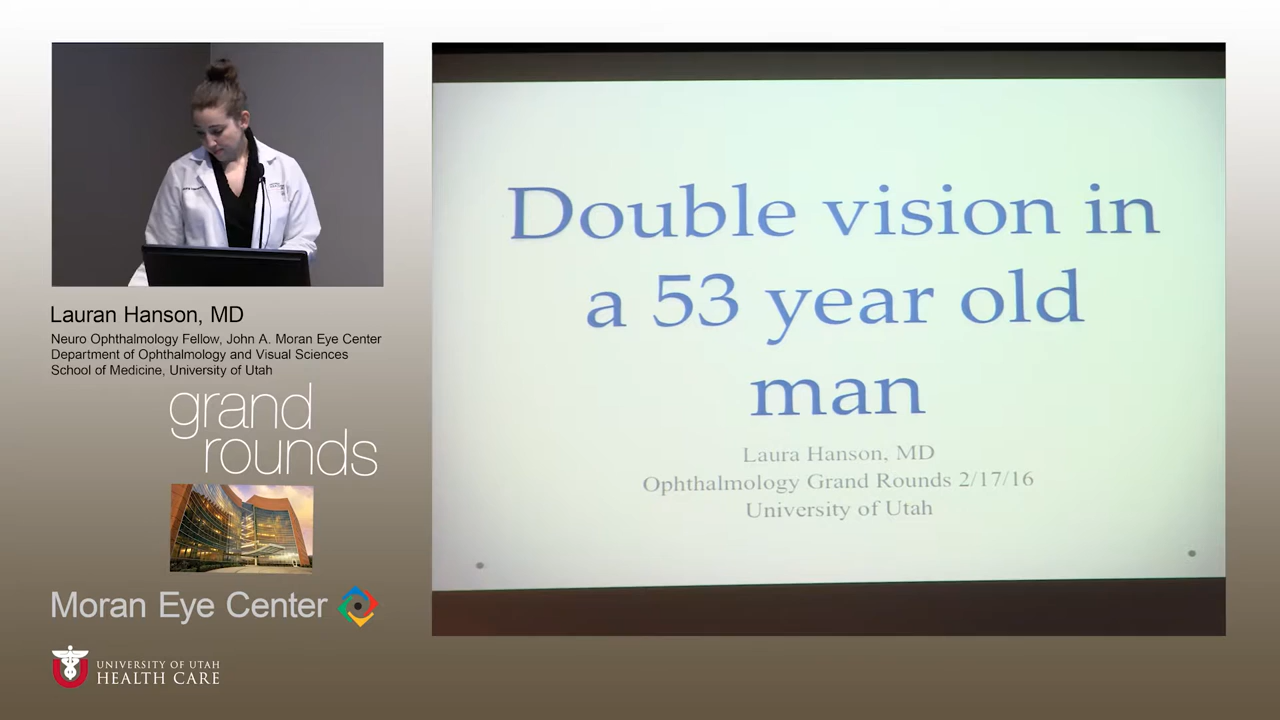 Lauran Hanson, MD
Neuro Ophthalmology Fellow, John A. Moran Eye Center
Department of Ophthalmology and Visual Sciences
School of Medicine, University of Utah
grand
rounds
Moran Eye Center
UNIVERSITY OF UTAH
HEALTH CARE
Double vision in
a 53 year old
man
Laura Hanson, MD
Ophthalmology Grand Rounds 2/17/16
University of Utah